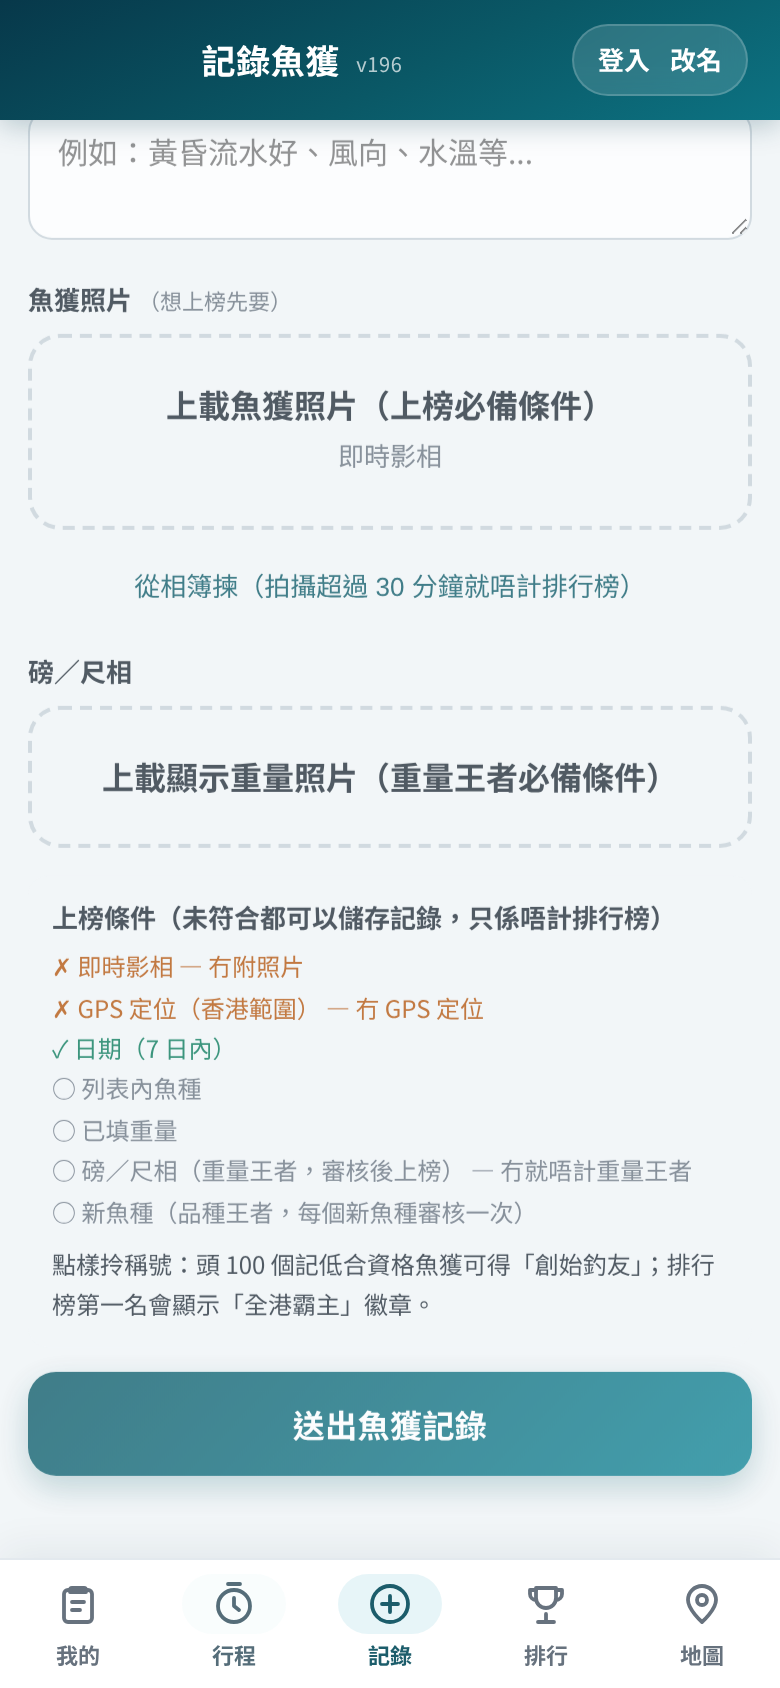 記錄魚獲 v196
登入 改名
例如：黃昏流水好、風向、水溫等...
魚獲照片 （想上榜先要）
上載魚獲照片（上榜必備條件）
即時影相
從相簿揀（拍攝超過 30 分鐘就唔計排行榜）
磅／尺相
上載顯示重量照片（重量王者必備條件）
上榜條件（未符合都可以儲存記錄，只係唔計排行榜）
✗ 即時影相 — 冇附照片
✗ GPS 定位（香港範圍） — 冇 GPS 定位
✓ 日期（7 日內）
○ 列表內魚種
○ 已填重量
○ 磅／尺相（重量王者，審核後上榜） — 冇就唔計重量王者
○ 新魚種（品種王者，每個新魚種審核一次）
點樣拎稱號：頭 100 個記低合資格魚獲可得「創始釣友」；排行
榜第一名會顯示「全港霸主」徽章。
送出魚獲記錄
我的 行程 記錄 排行 地圖